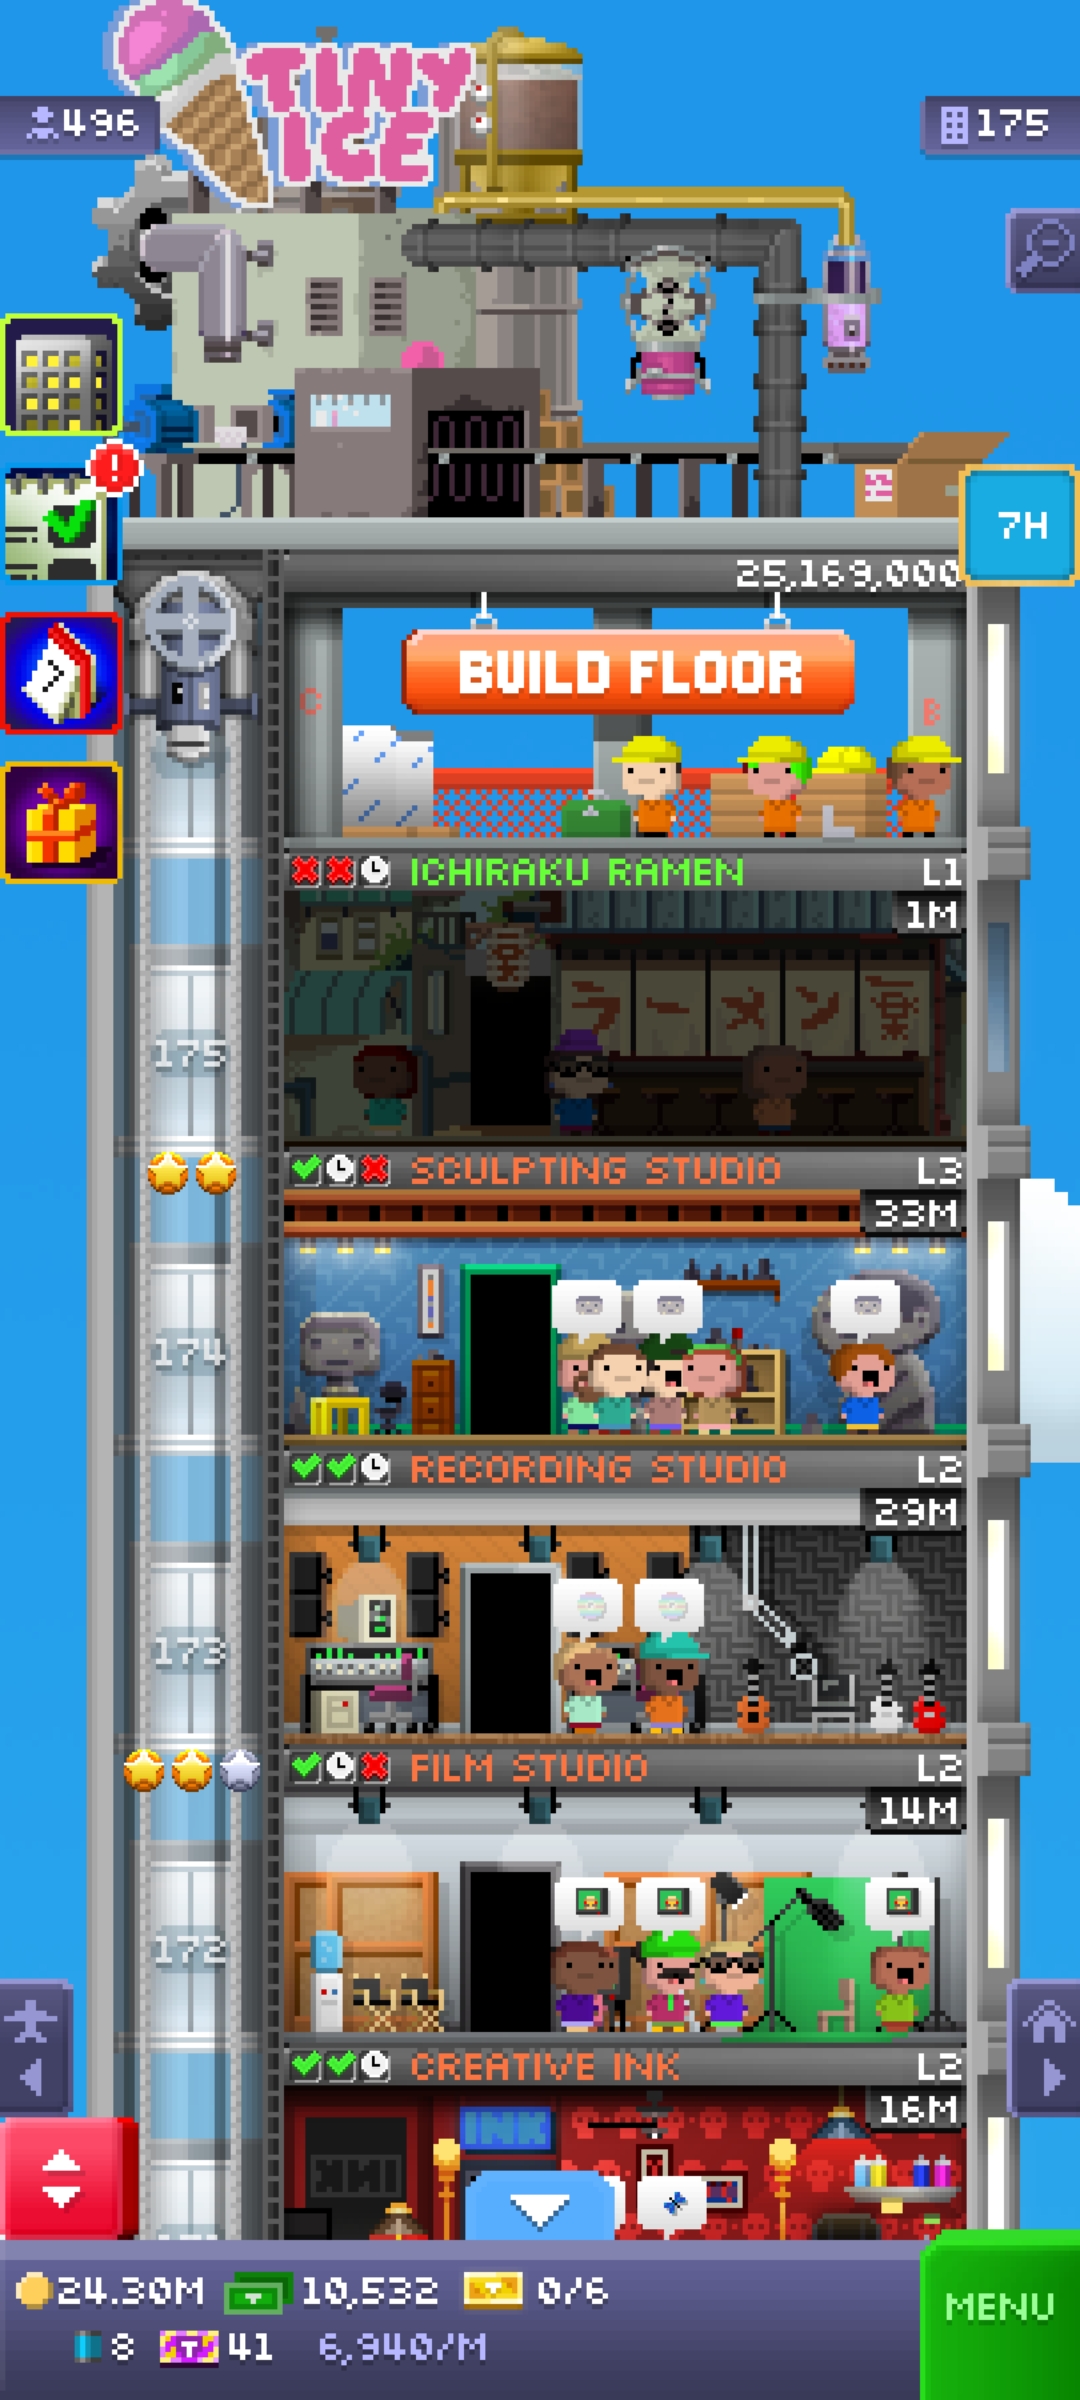 TINY
ICE
496
175
7H
25,169,000
BUILD FLOOR
C
B
ICHIRAKU RAMEN
L1
1M
ラーメン
175
SCULPTING STUDIO
L3
33M
174
RECORDING STUDIO
L2
29M
173
FILM STUDIO
L2
14M
172
CREATIVE INK
L2
16M
INK
24.30M
10,532
0/6
MENU
8
T
41
6,940/M